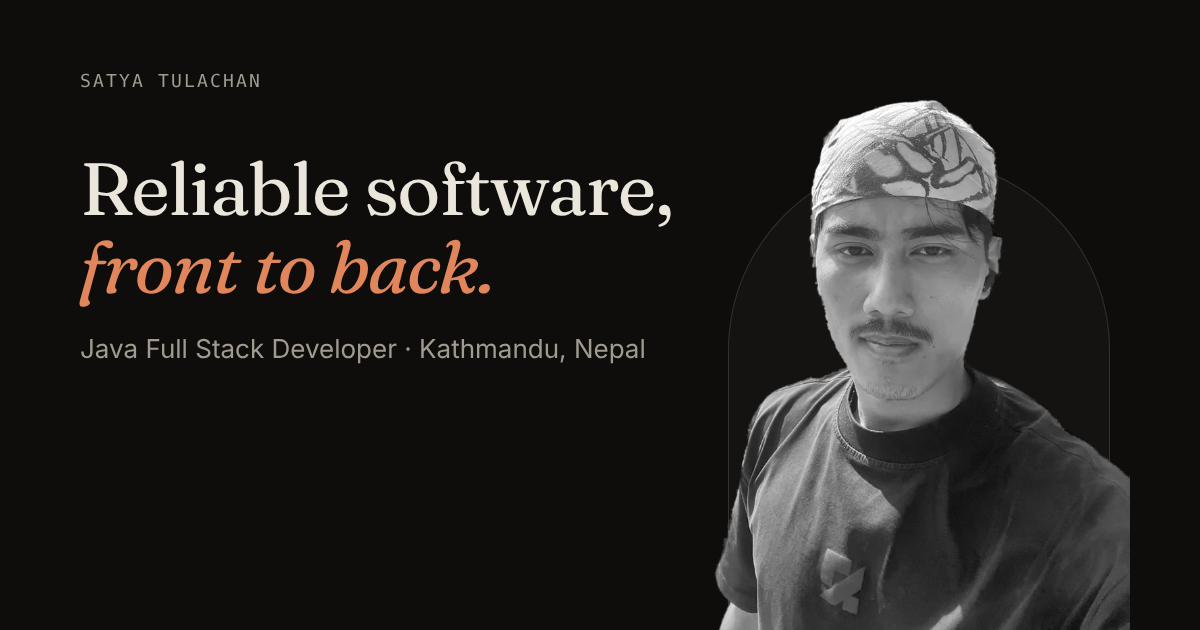 SATYA TULACHAN
Reliable software,
front to back.
Java Full Stack Developer · Kathmandu, Nepal